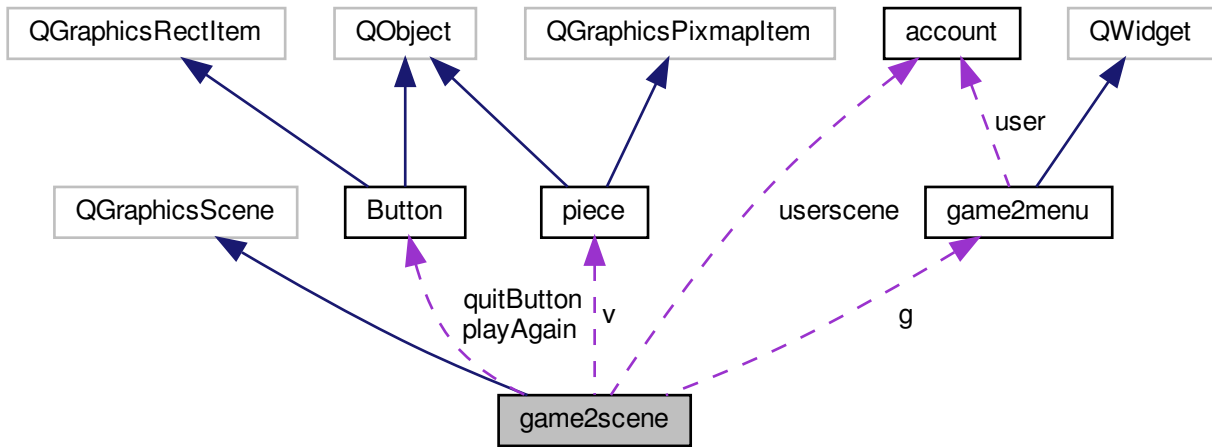 QGraphicsRectItem
QObject
QGraphicsPixmapItem
account
QWidget
user
QGraphicsScene
Button
piece
userscene
game2menu
quitButton
playAgain
v
g
game2scene